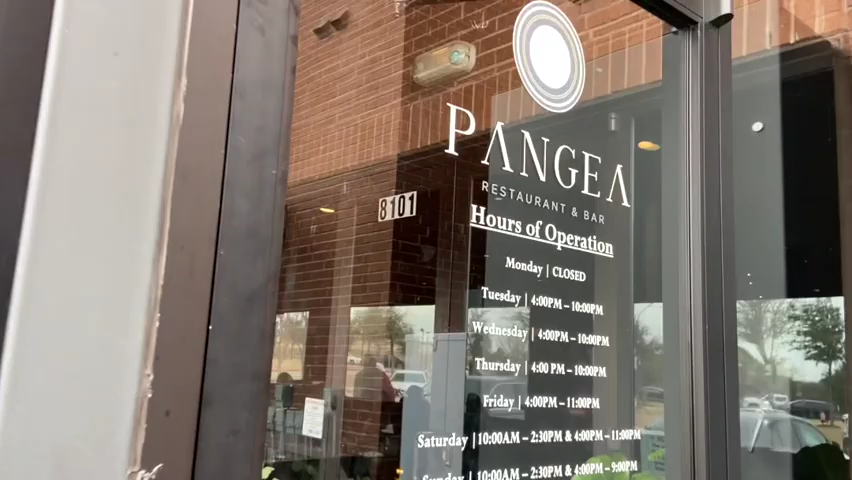 PANGEA
RESTAURANT & BAR
8101
Hours of Operation
Monday | CLOSED
Tuesday | 4:00PM – 10:00PM
Wednesday | 4:00PM – 10:00PM
Thursday | 4:00 PM – 10:00PM
Friday | 4:00PM – 11:00PM
Saturday | 10:00AM – 2:30PM & 4:00PM – 11:00PM
Sunday | 10:00AM – 2:30PM & 4:00PM – 9:00PM